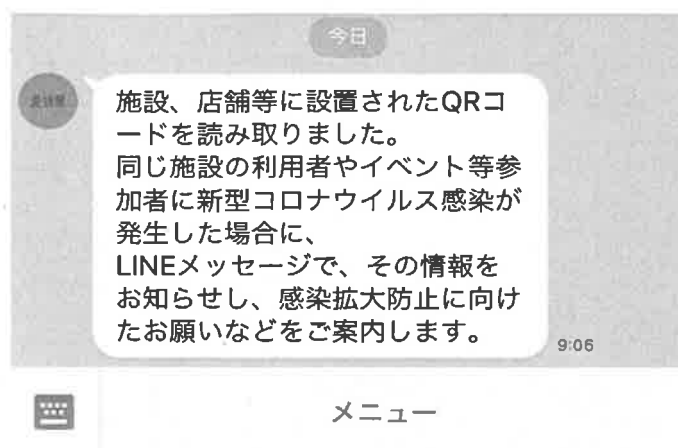 今日
施設、店舗等に設置されたQRコ
ードを読み取りました。
同じ施設の利用者やイベント等参
加者に新型コロナウイルス感染が
発生した場合に、
LINEメッセージで、その情報を
お知らせし、感染拡大防止に向け
たお願いなどをご案内します。
9:06
メニュー